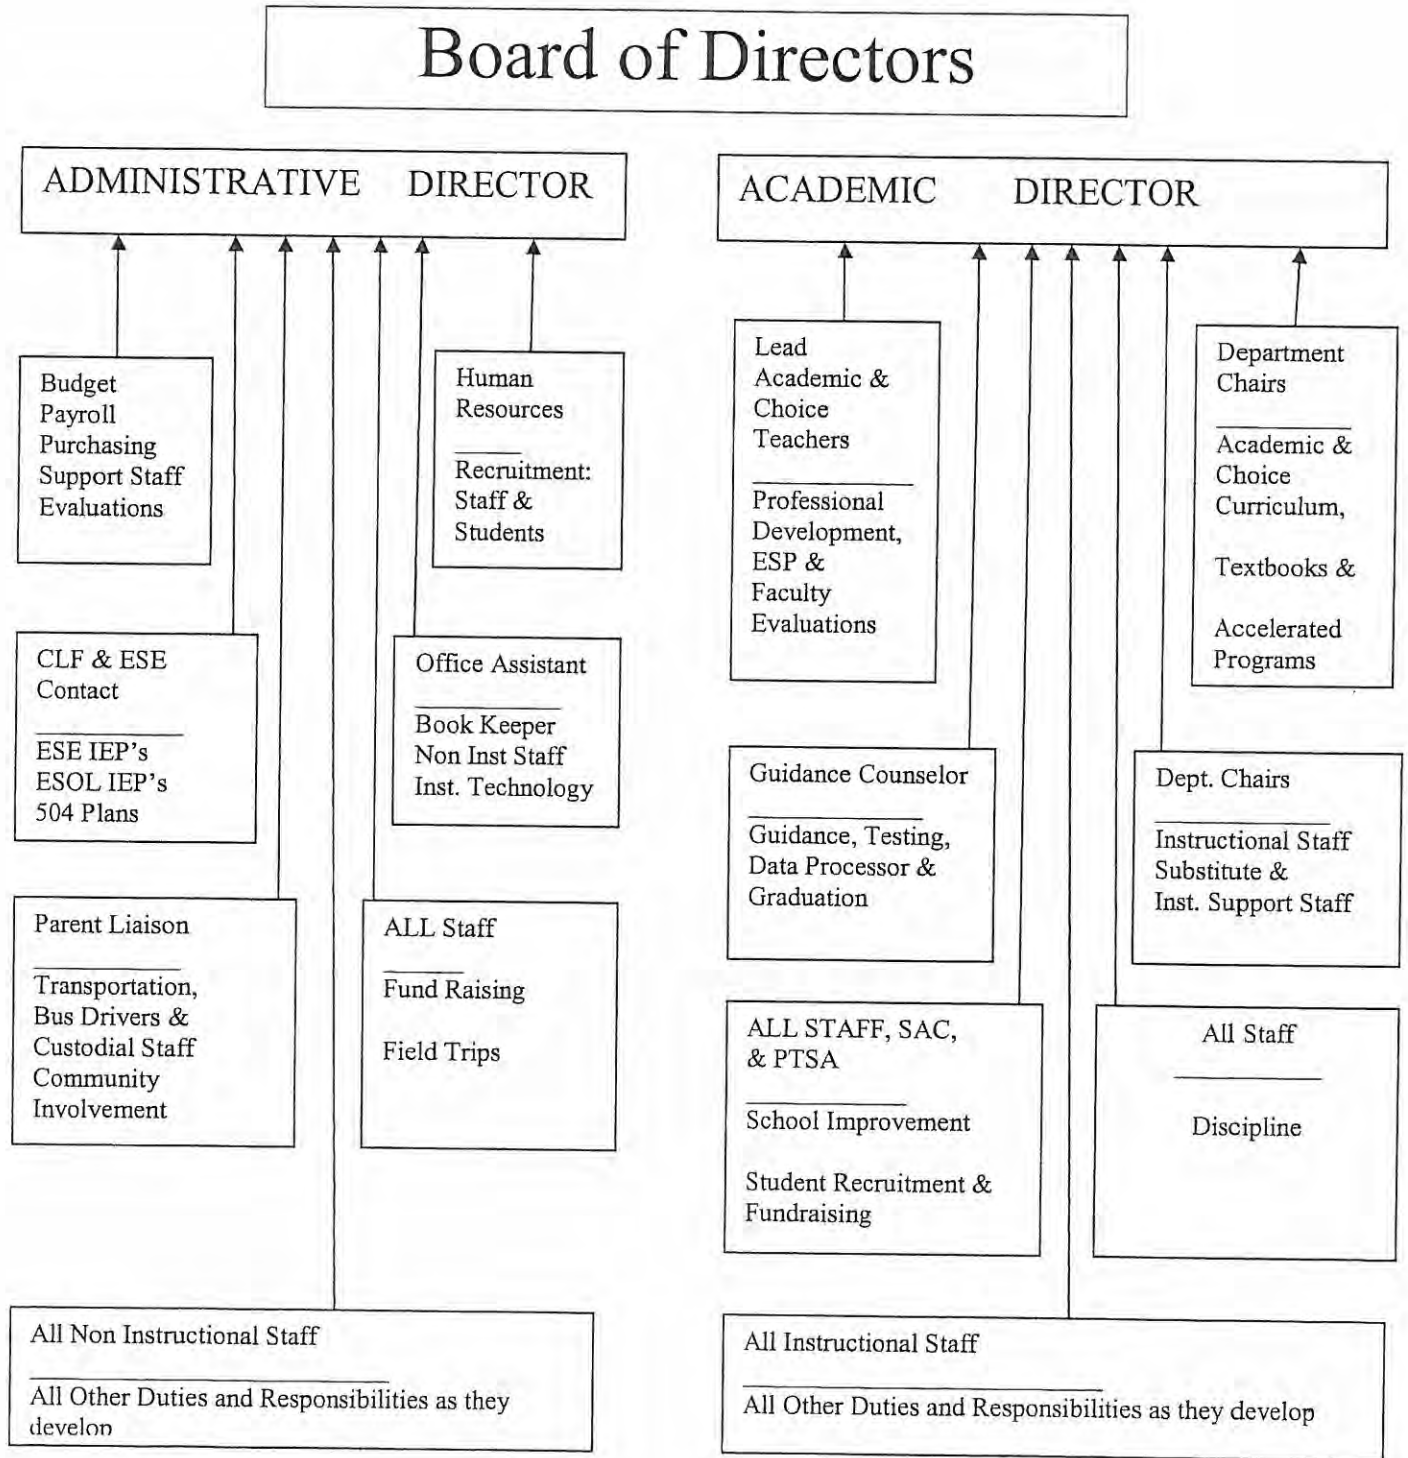 Board of Directors
ADMINISTRATIVE DIRECTOR
ACADEMIC DIRECTOR
Budget
Payroll
Purchasing
Support Staff
Evaluations
Human
Resources
Recruitment:
Staff &
Students
Lead
Academic &
Choice
Teachers
Professional
Development,
ESP &
Faculty
Evaluations
Department
Chairs
Academic &
Choice
Curriculum,
Textbooks &
Accelerated
Programs
CLF & ESE
Contact
ESE IEP's
ESOL IEP's
504 Plans
Office Assistant
Book Keeper
Non Inst Staff
Inst. Technology
Guidance Counselor
Guidance, Testing,
Data Processor &
Graduation
Dept. Chairs
Instructional Staff
Substitute &
Inst. Support Staff
Parent Liaison
Transportation,
Bus Drivers &
Custodial Staff
Community
Involvement
ALL Staff
Fund Raising
Field Trips
ALL STAFF, SAC,
& PTSA
School Improvement
Student Recruitment &
Fundraising
All Staff
Discipline
All Non Instructional Staff
All Other Duties and Responsibilities as they
develop
All Instructional Staff
All Other Duties and Responsibilities as they develop